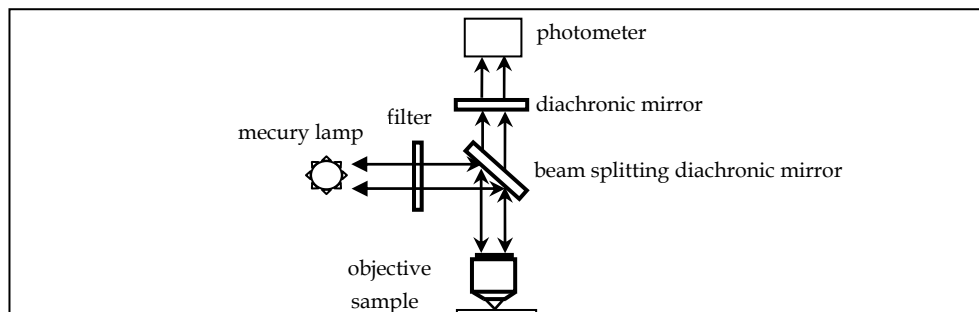 photometer
diachronic mirror
filter
mecury lamp
beam splitting diachronic mirror
objective
sample